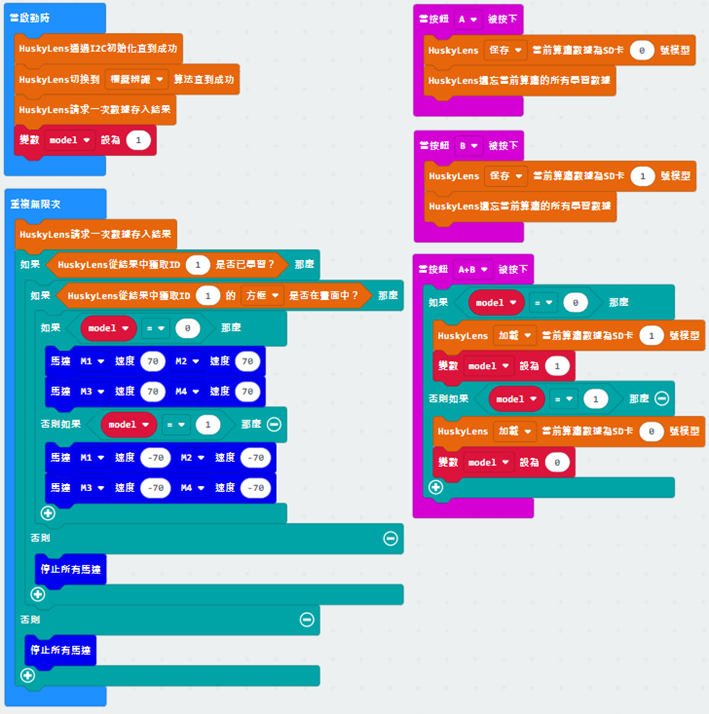 當啟動時
HuskyLens通過I2C初始化直到成功
HuskyLens切換到 標籤辨識 算法直到成功
HuskyLens請求一次數據存入結果
變數 model 設為 1
重複無限次
HuskyLens請求一次數據存入結果
如果 HuskyLens從結果中獲取ID 1 是否已學習？ 那麼
如果 HuskyLens從結果中獲取ID 1 的 方框 是否在畫面中？ 那麼
如果 model = 0 那麼
馬達 M1 速度 70 M2 速度 70
馬達 M3 速度 70 M4 速度 70
否則如果 model = 1 那麼
馬達 M1 速度 -70 M2 速度 -70
馬達 M3 速度 -70 M4 速度 -70
否則
停止所有馬達
否則
停止所有馬達
當按鈕 A 被按下
HuskyLens 保存 當前算法數據為SD卡 0 號模型
HuskyLens遺忘當前算法的所有學習數據
當按鈕 B 被按下
HuskyLens 保存 當前算法數據為SD卡 1 號模型
HuskyLens遺忘當前算法的所有學習數據
當按鈕 A+B 被按下
如果 model = 0 那麼
HuskyLens 加載 當前算法數據為SD卡 1 號模型
變數 model 設為 1
否則如果 model = 1 那麼
HuskyLens 加載 當前算法數據為SD卡 0 號模型
變數 model 設為 0